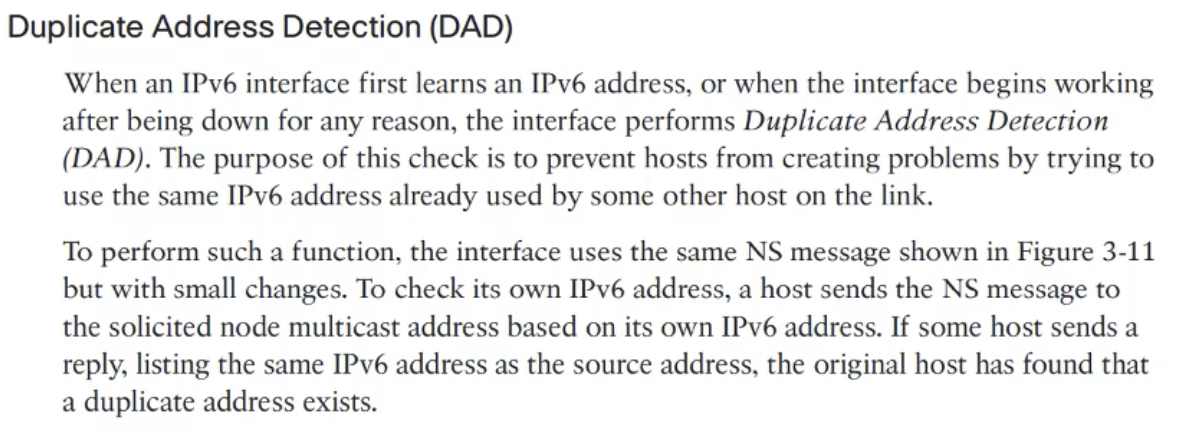 Duplicate Address Detection (DAD)
When an IPv6 interface first learns an IPv6 address, or when the interface begins working
after being down for any reason, the interface performs Duplicate Address Detection
(DAD). The purpose of this check is to prevent hosts from creating problems by trying to
use the same IPv6 address already used by some other host on the link.
To perform such a function, the interface uses the same NS message shown in Figure 3-11
but with small changes. To check its own IPv6 address, a host sends the NS message to
the solicited node multicast address based on its own IPv6 address. If some host sends a
reply, listing the same IPv6 address as the source address, the original host has found that
a duplicate address exists.